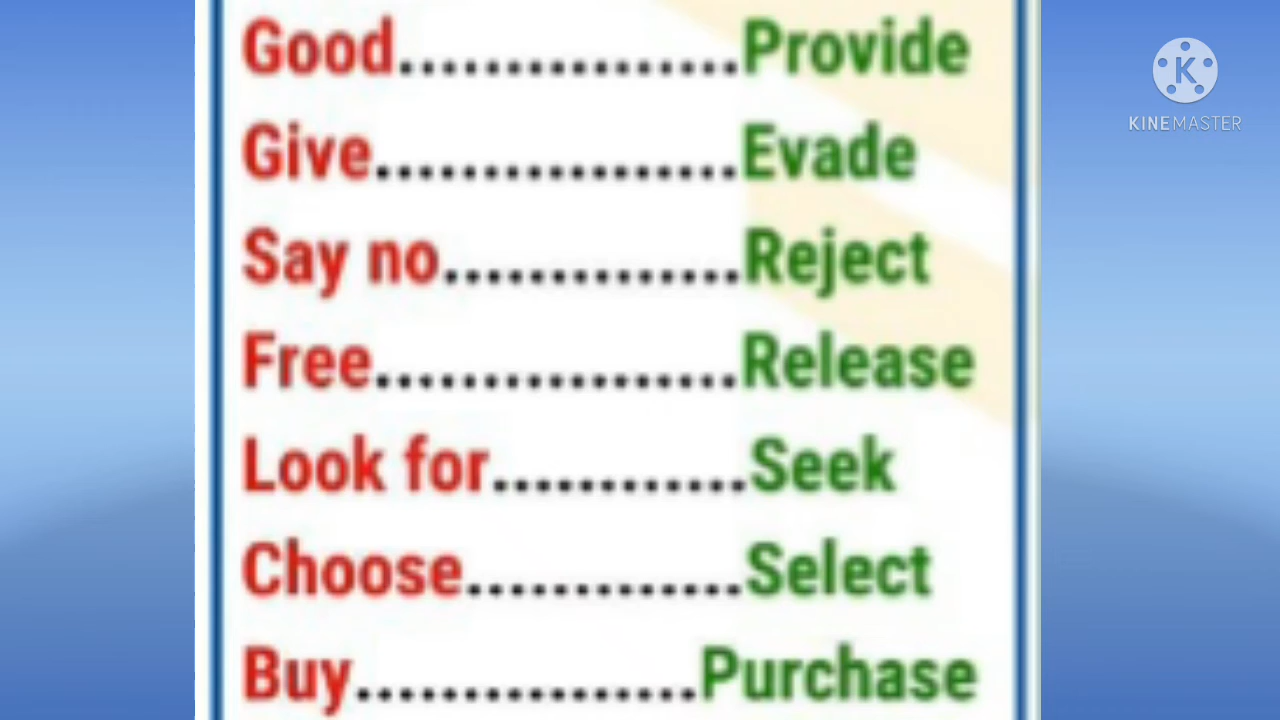 Good................Provide
Give.................Evade
Say no..............Reject
Free.................Release
Look for............Seek
Choose.............Select
Buy................Purchase
KINEMASTER